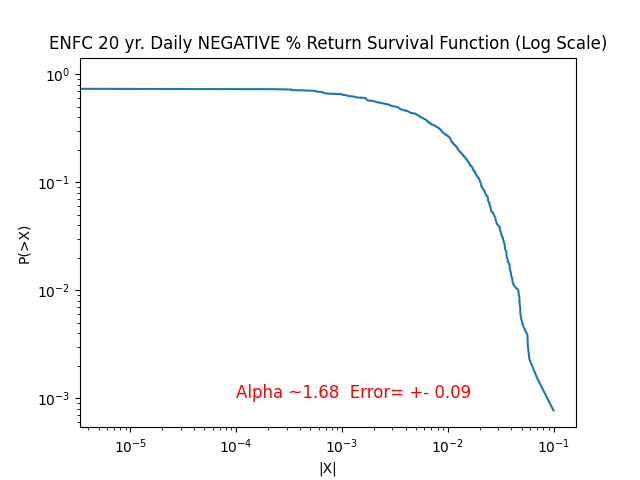 ENFC 20 yr. Daily NEGATIVE % Return Survival Function (Log Scale)
10⁰
10⁻¹
10⁻²
10⁻³
P(>X)
Alpha ~1.68  Error= +- 0.09
10⁻⁵ 10⁻⁴ 10⁻³ 10⁻² 10⁻¹
|X|